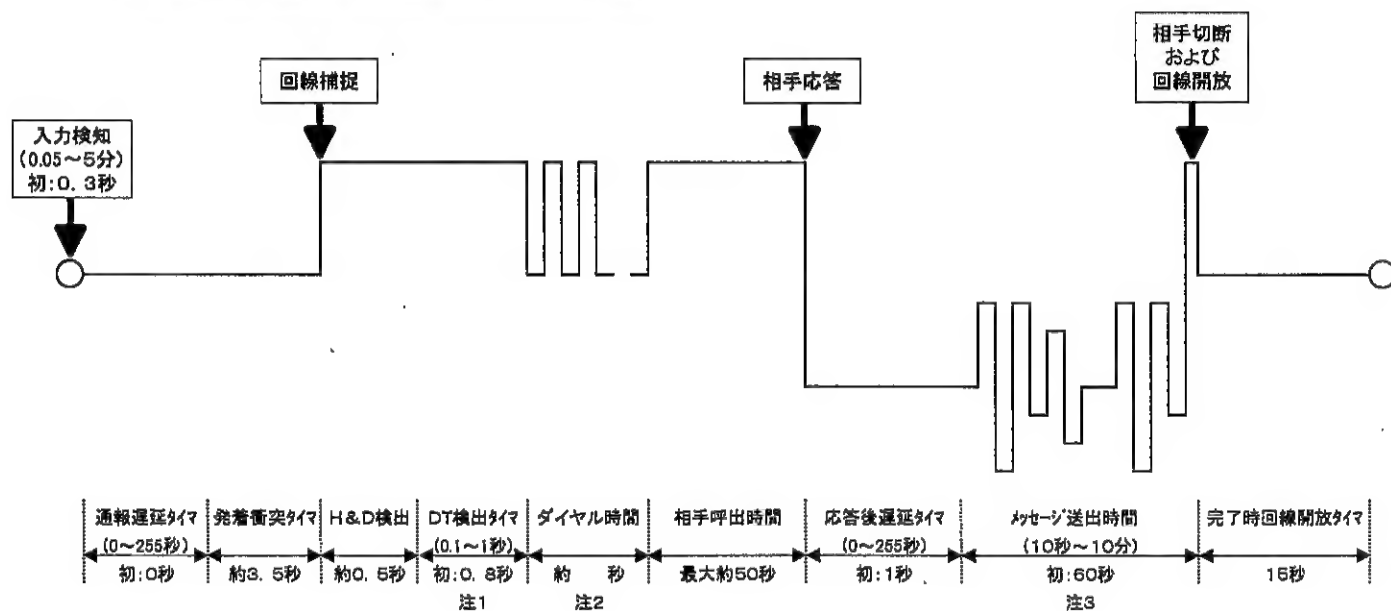 相手切断
および
回線開放
回線捕捉
相手応答
入力検知
(0.05～5分)
初:0.3秒
通報遅延タイマ
(0～255秒)
初:0秒
発着衝突タイマ
約3.5秒
H&D検出
約0.5秒
DT検出タイマ
(0.1～1秒)
初:0.8秒
注1
ダイヤル時間
約 秒
注2
相手呼出時間
最大約50秒
応答後遅延タイマ
(0～255秒)
初:1秒
メッセージ送出時間
(10秒～10分)
初:60秒
注3
完了時回線開放タイマ
15秒